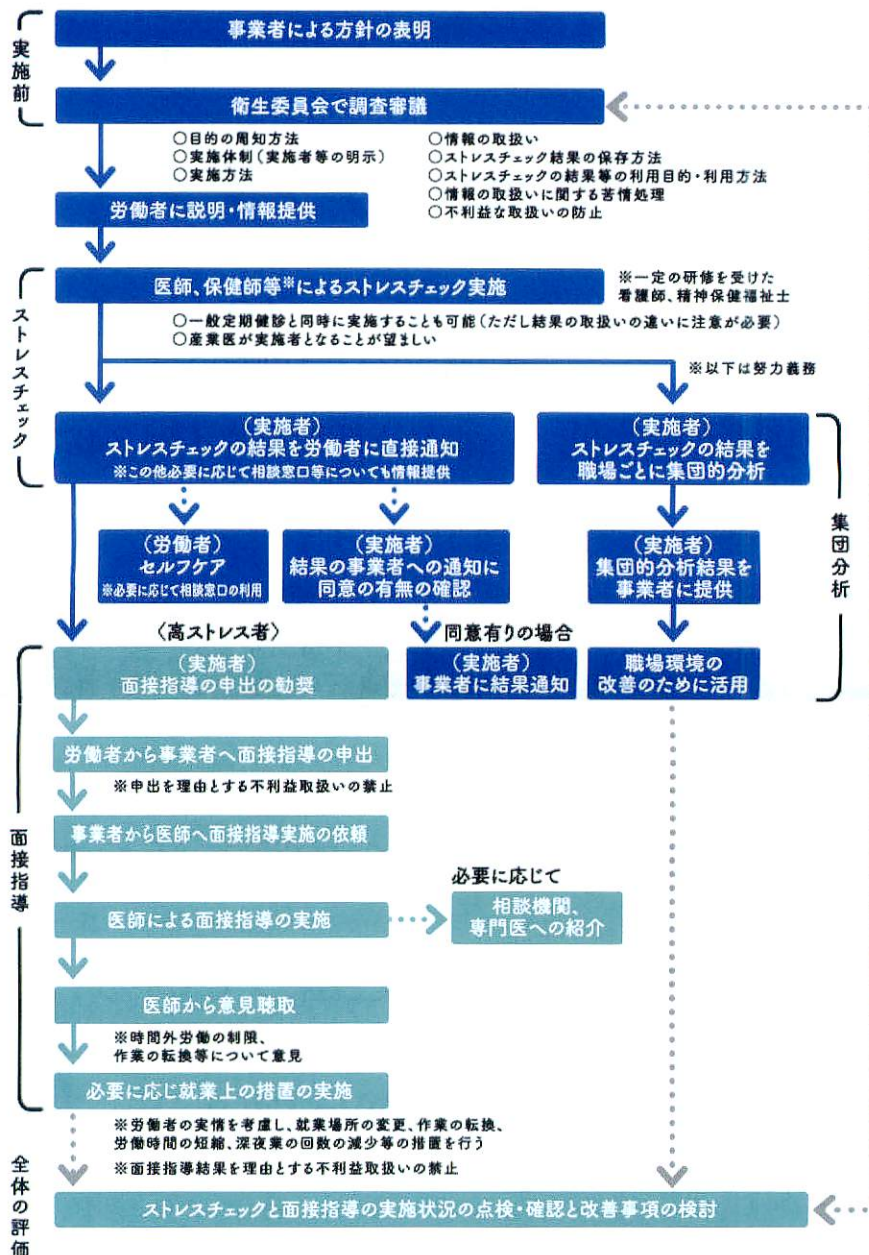 実施前
事業者による方針の表明
衛生委員会で調査審議
○目的の周知方法
○実施体制(実施者等の明示)
○実施方法
○情報の取扱い
○ストレスチェック結果の保存方法
○ストレスチェックの結果等の利用目的・利用方法
○情報の取扱いに関する苦情処理
○不利益な取扱いの防止
労働者に説明・情報提供
ストレスチェック
医師、保健師等※によるストレスチェック実施
※一定の研修を受けた
看護師、精神保健福祉士
○一般定期健診と同時に実施することも可能(ただし結果の取扱いの違いに注意が必要)
○産業医が実施者となることが望ましい
※以下は努力義務
(実施者)
ストレスチェックの結果を労働者に直接通知
※この他必要に応じて相談窓口等についても情報提供
(実施者)
ストレスチェックの結果を
職場ごとに集団的分析
集団分析
(労働者)
セルフケア
※必要に応じて相談窓口の利用
(実施者)
結果の事業者への通知に
同意の有無の確認
(実施者)
集団的分析結果を
事業者に提供
〈高ストレス者〉
同意有りの場合
面接指導
(実施者)
面接指導の申出の勧奨
(実施者)
事業者に結果通知
職場環境の
改善のために活用
労働者から事業者へ面接指導の申出
※申出を理由とする不利益取扱いの禁止
事業者から医師へ面接指導実施の依頼
医師による面接指導の実施
必要に応じて
相談機関、
専門医への紹介
医師から意見聴取
※時間外労働の制限、
作業の転換等について意見
必要に応じ就業上の措置の実施
※労働者の実情を考慮し、就業場所の変更、作業の転換、
労働時間の短縮、深夜業の回数の減少等の措置を行う
※面接指導結果を理由とする不利益取扱いの禁止
全体の評価
ストレスチェックと面接指導の実施状況の点検・確認と改善事項の検討